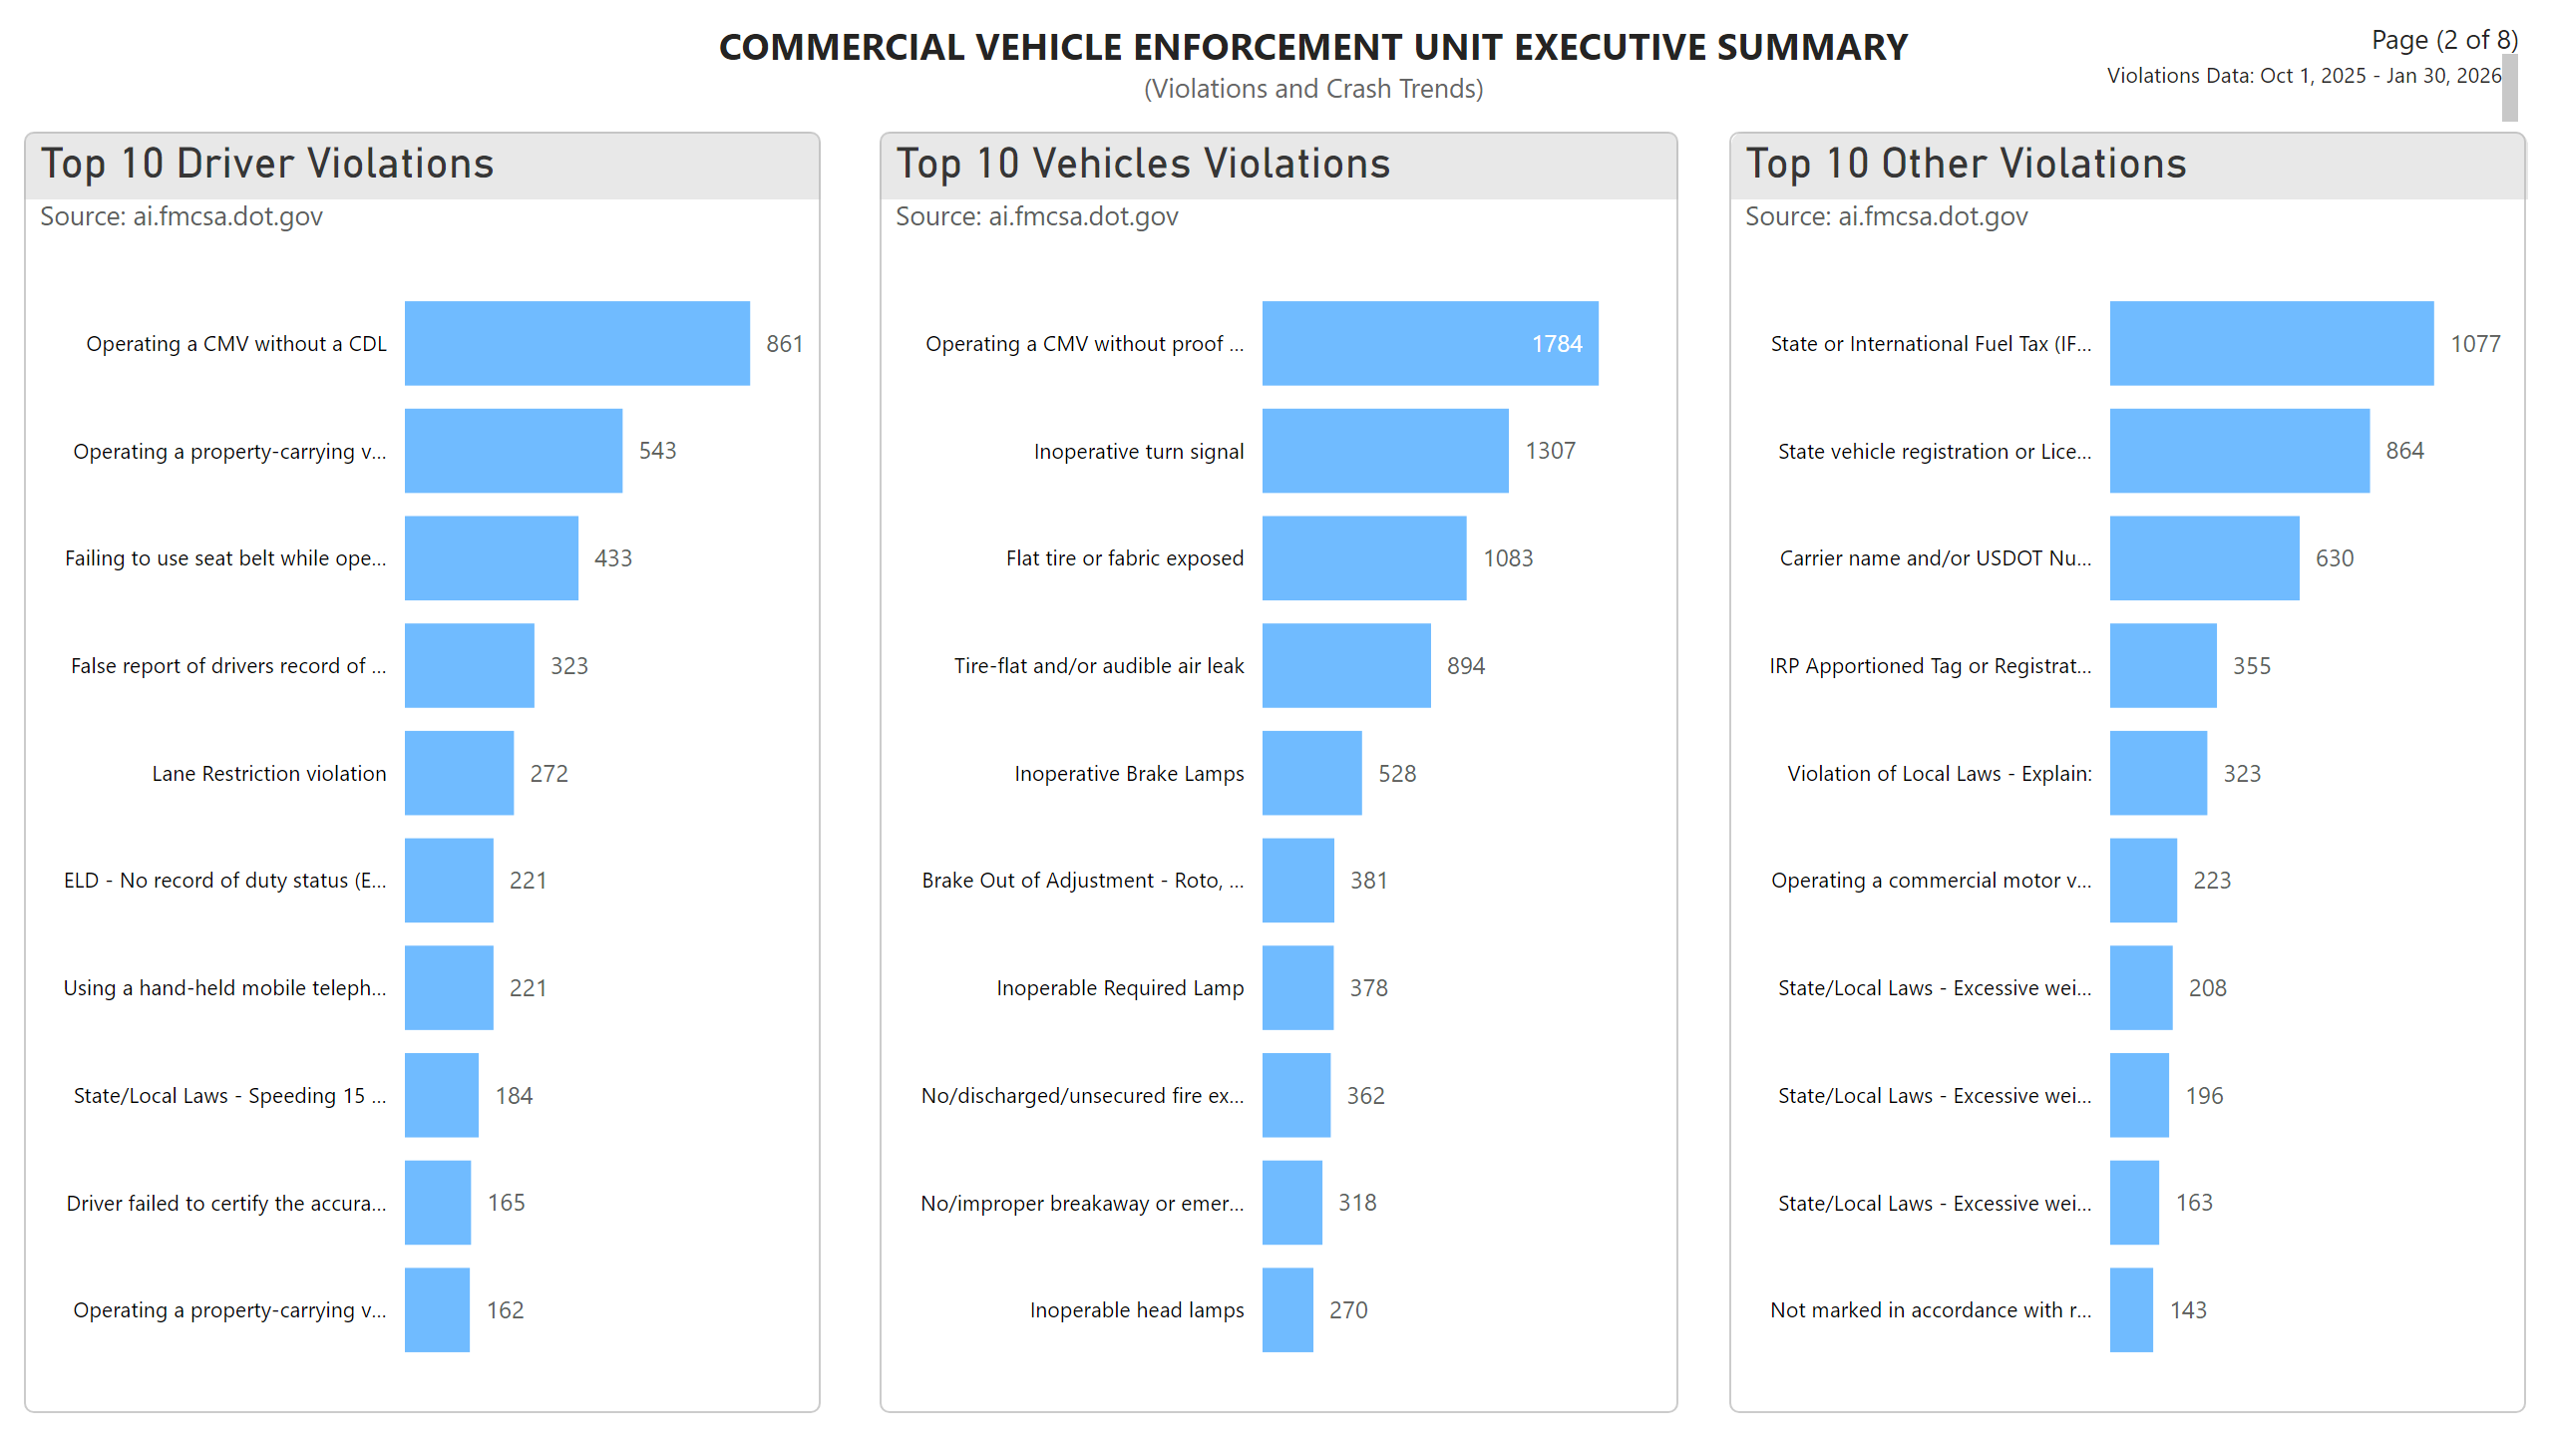 COMMERCIAL VEHICLE ENFORCEMENT UNIT EXECUTIVE SUMMARY
(Violations and Crash Trends)
Page (2 of 8)
Violations Data: Oct 1, 2025 - Jan 30, 2026
Top 10 Driver Violations
Source: ai.fmcsa.dot.gov
Operating a CMV without a CDL 861
Operating a property-carrying v... 543
Failing to use seat belt while ope... 433
False report of drivers record of ... 323
Lane Restriction violation 272
ELD - No record of duty status (E... 221
Using a hand-held mobile teleph... 221
State/Local Laws - Speeding 15 ... 184
Driver failed to certify the accura... 165
Operating a property-carrying v... 162
Top 10 Vehicles Violations
Source: ai.fmcsa.dot.gov
Operating a CMV without proof ... 1784
Inoperative turn signal 1307
Flat tire or fabric exposed 1083
Tire-flat and/or audible air leak 894
Inoperative Brake Lamps 528
Brake Out of Adjustment - Roto, ... 381
Inoperable Required Lamp 378
No/discharged/unsecured fire ex... 362
No/improper breakaway or emer... 318
Inoperable head lamps 270
Top 10 Other Violations
Source: ai.fmcsa.dot.gov
State or International Fuel Tax (IF... 1077
State vehicle registration or Lice... 864
Carrier name and/or USDOT Nu... 630
IRP Apportioned Tag or Registrat... 355
Violation of Local Laws - Explain: 323
Operating a commercial motor v... 223
State/Local Laws - Excessive wei... 208
State/Local Laws - Excessive wei... 196
State/Local Laws - Excessive wei... 163
Not marked in accordance with r... 143